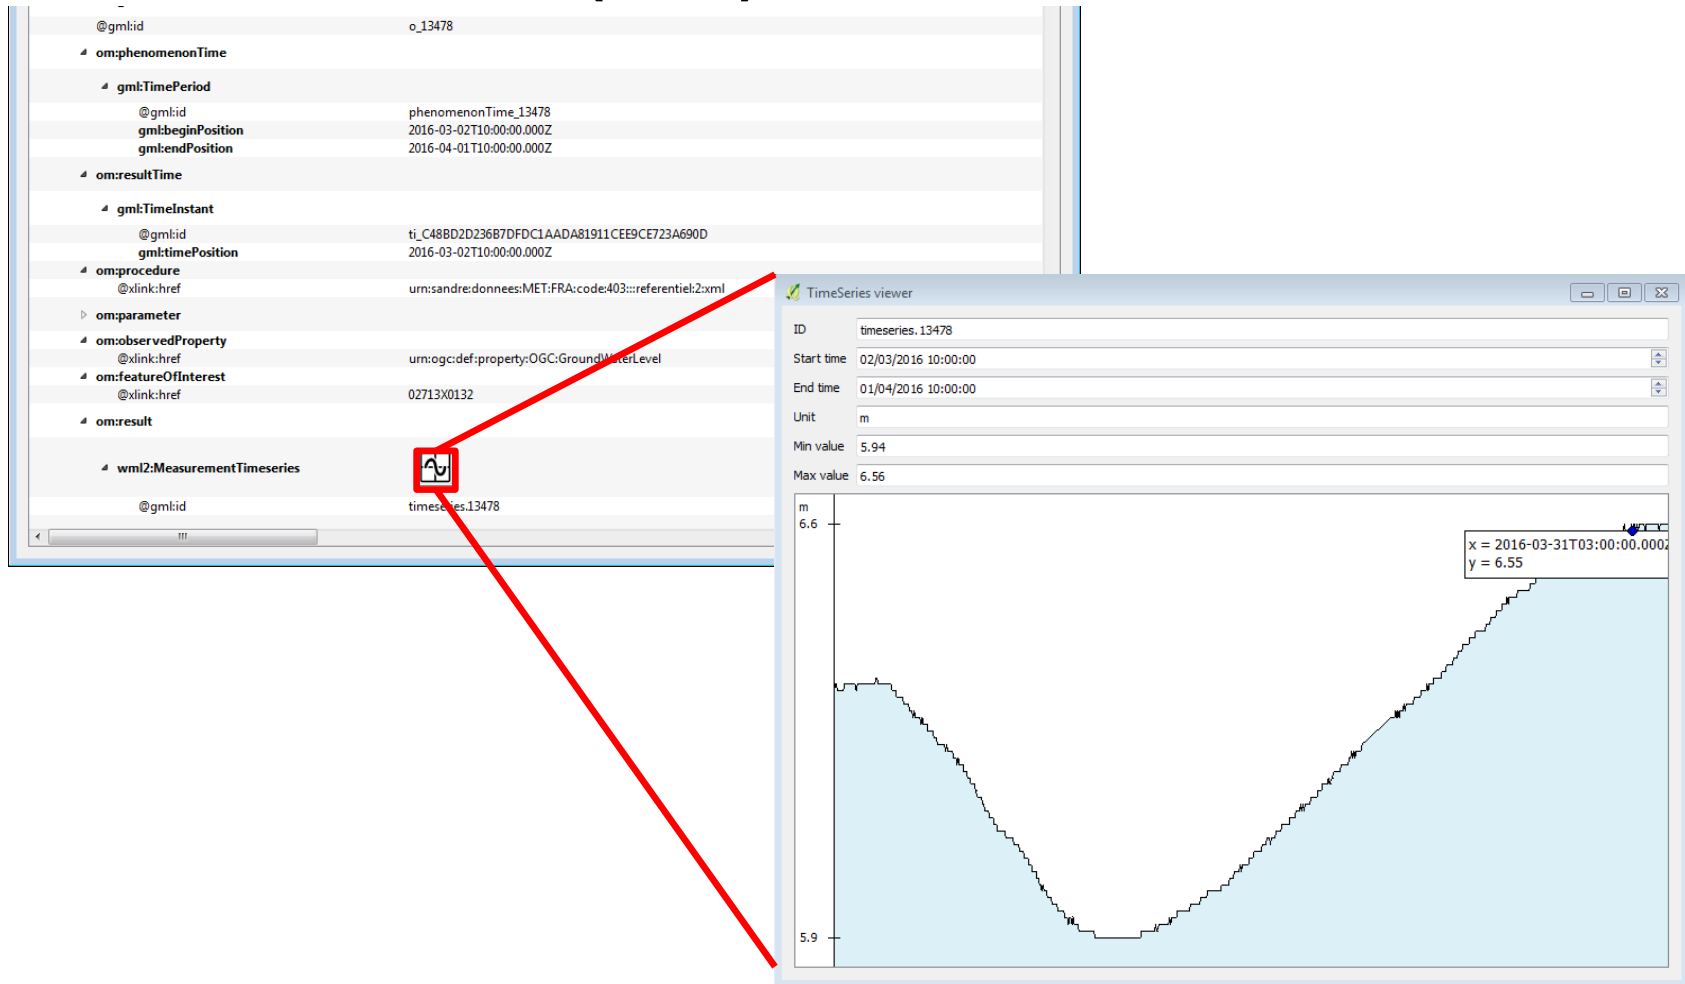 @gml:id o_13478
om:phenomenonTime
gml:TimePeriod
@gml:id phenomenonTime_13478
gml:beginPosition 2016-03-02T10:00:00.000Z
gml:endPosition 2016-04-01T10:00:00.000Z
om:resultTime
gml:TimeInstant
@gml:id ti_C48BD2D236B7DFDC1AADA81911CEE9CE723A690D
gml:timePosition 2016-03-02T10:00:00.000Z
om:procedure
@xlink:href urn:sandre:donnees:MET:FRA:code:403:::referentiel:2:xml
om:parameter
om:observedProperty
@xlink:href urn:ogc:def:property:OGC:GroundWaterLevel
om:featureOfInterest
@xlink:href 02713X0132
om:result
wml2:MeasurementTimeseries
@gml:id timeseries.13478
TimeSeries viewer
ID timeseries.13478
Start time 02/03/2016 10:00:00
End time 01/04/2016 10:00:00
Unit m
Min value 5.94
Max value 6.56
m
6.6
x = 2016-03-31T03:00:00.000Z
y = 6.55
5.9